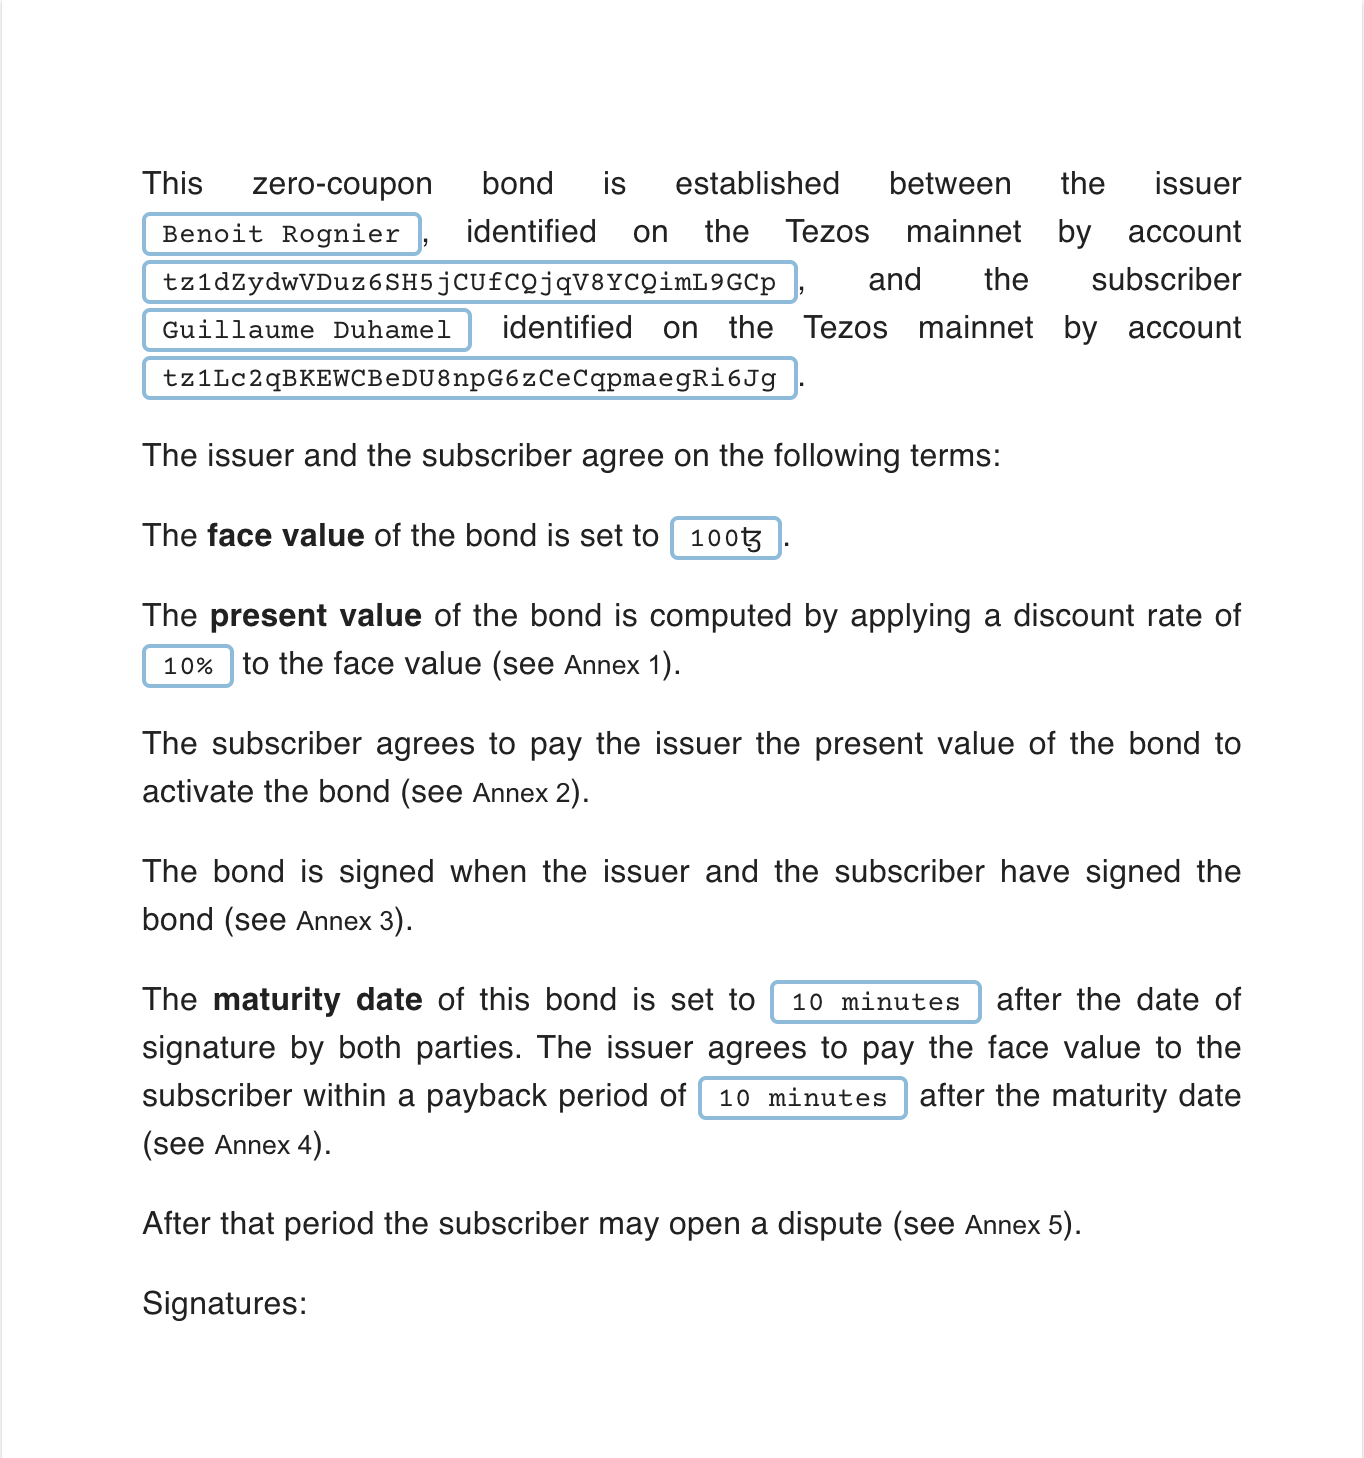 This zero-coupon bond is established between the issuer
Benoit Rognier, identified on the Tezos mainnet by account
tz1dZydwVDuz6SH5jCUfCQjqV8YCQimL9GCp, and the subscriber
Guillaume Duhamel identified on the Tezos mainnet by account
tz1Lc2qBKEWCBeDU8npG6zCeCqpmaegRi6Jg.
The issuer and the subscriber agree on the following terms:
The face value of the bond is set to 100ꜩ.
The present value of the bond is computed by applying a discount rate of
10% to the face value (see Annex 1).
The subscriber agrees to pay the issuer the present value of the bond to
activate the bond (see Annex 2).
The bond is signed when the issuer and the subscriber have signed the
bond (see Annex 3).
The maturity date of this bond is set to 10 minutes after the date of
signature by both parties. The issuer agrees to pay the face value to the
subscriber within a payback period of 10 minutes after the maturity date
(see Annex 4).
After that period the subscriber may open a dispute (see Annex 5).
Signatures: